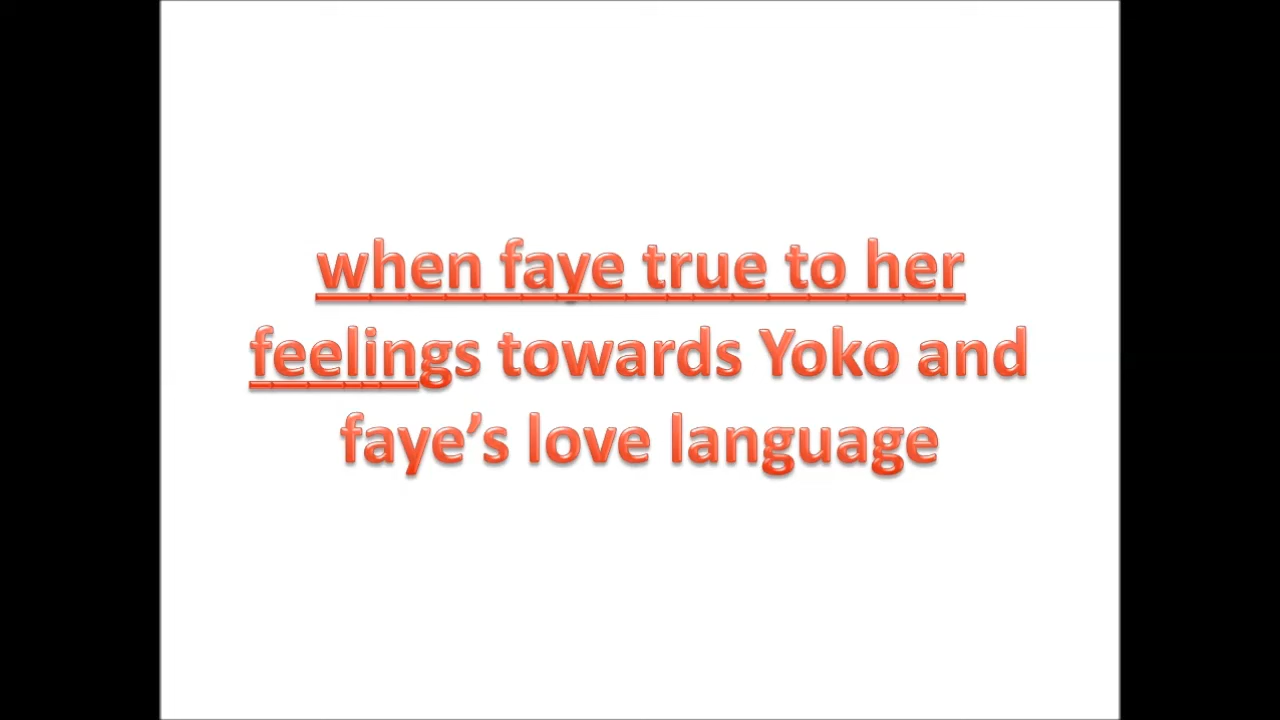 when faye true to her
feelings towards Yoko and
faye’s love language